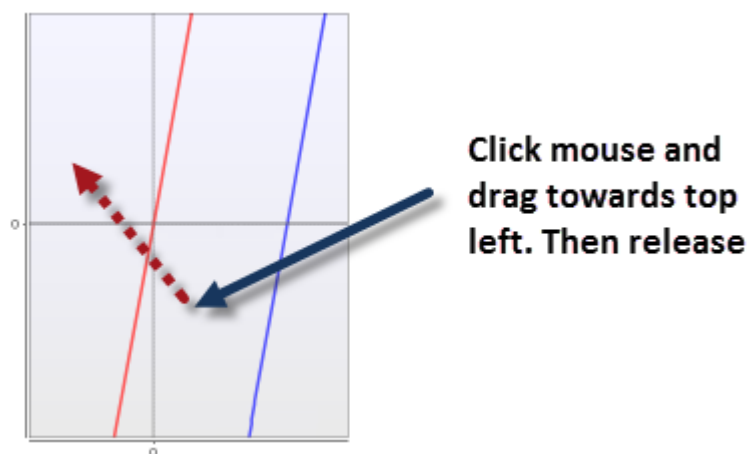 Click mouse and
drag towards top
left. Then release
0
0